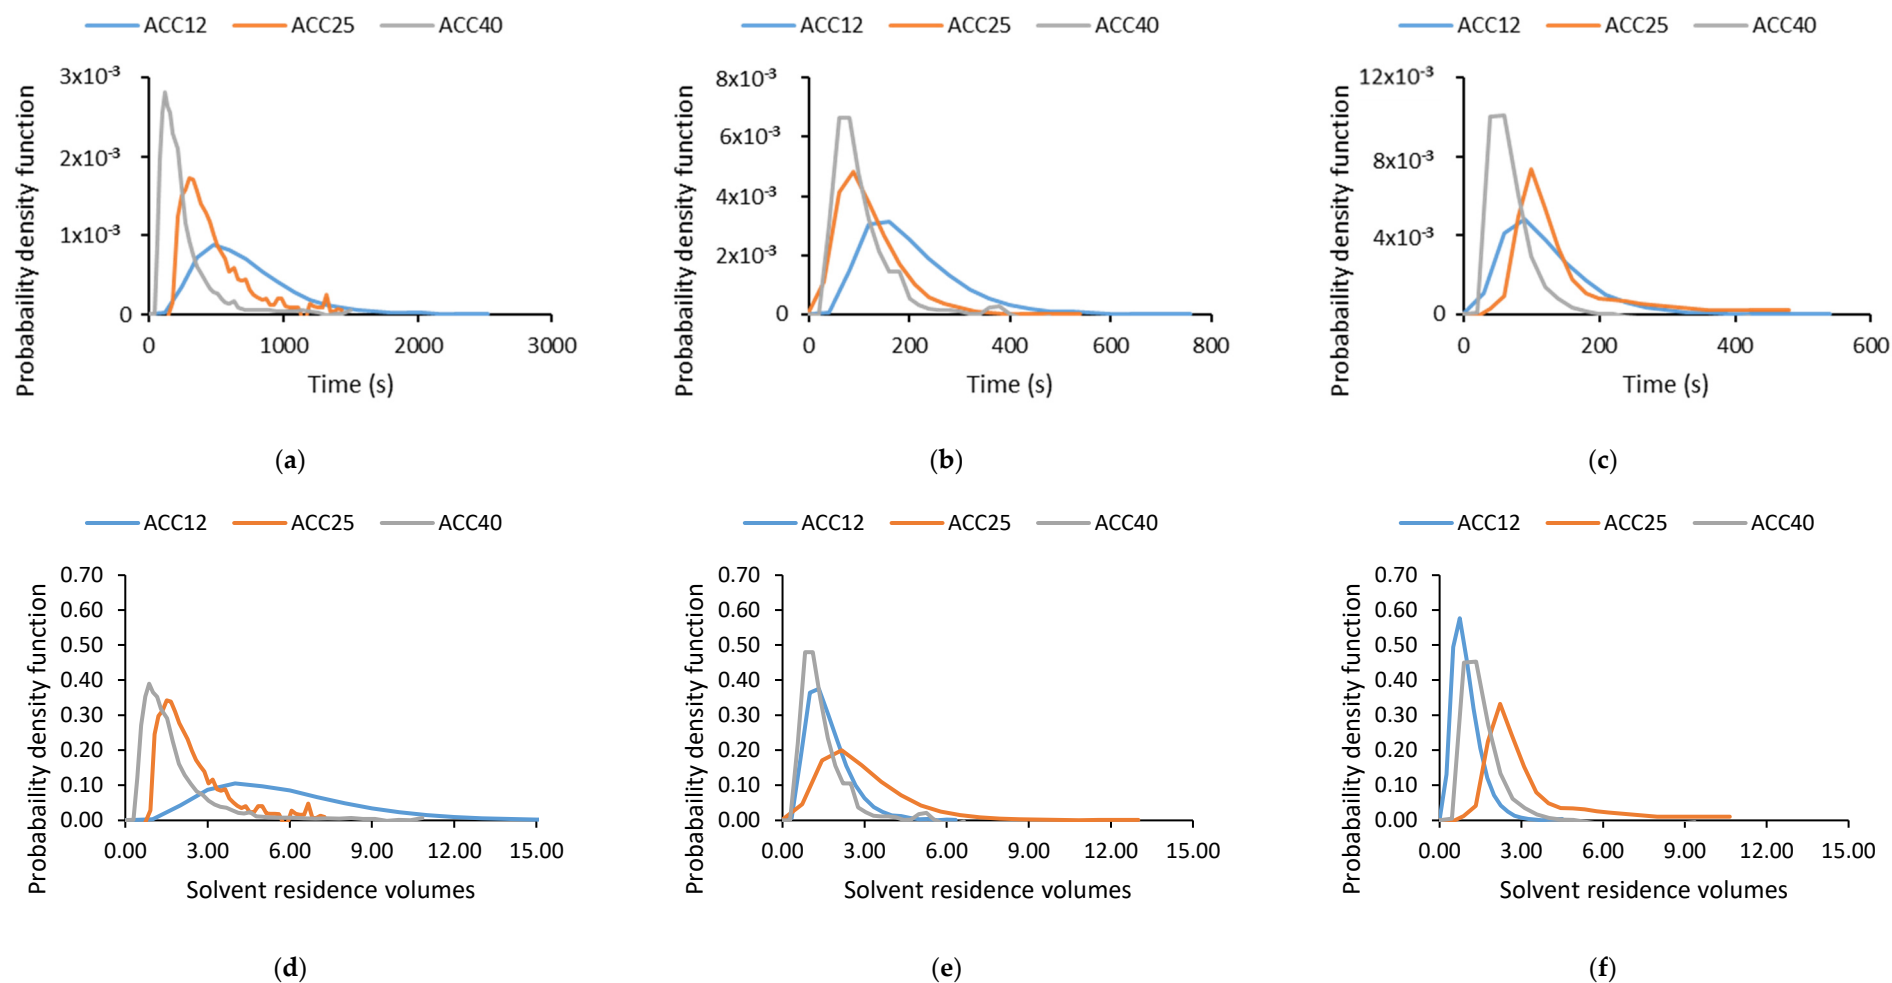 ACC12 ACC25 ACC40
Probabaility density function
3x10⁻³
2x10⁻³
1x10⁻³
0
0 1000 2000 3000
Time (s)
(a)
ACC12 ACC25 ACC40
Probabaility density function
8x10⁻³
6x10⁻³
4x10⁻³
2x10⁻³
0
0 200 400 600 800
Time (s)
(b)
ACC12 ACC25 ACC40
Probabaility density function
12x10⁻³
8x10⁻³
4x10⁻³
0
0 200 400 600
Time (s)
(c)
ACC12 ACC25 ACC40
Probabaility density function
0.70
0.60
0.50
0.40
0.30
0.20
0.10
0.00
0.00 3.00 6.00 9.00 12.00 15.00
Solvent residence volumes
(d)
ACC12 ACC25 ACC40
Probabaility density function
0.70
0.60
0.50
0.40
0.30
0.20
0.10
0.00
0.00 3.00 6.00 9.00 12.00 15.00
Solvent residence volumes
(e)
ACC12 ACC25 ACC40
Probabaility density function
0.70
0.60
0.50
0.40
0.30
0.20
0.10
0.00
0.00 3.00 6.00 9.00 12.00 15.00
Solvent residence volumes
(f)